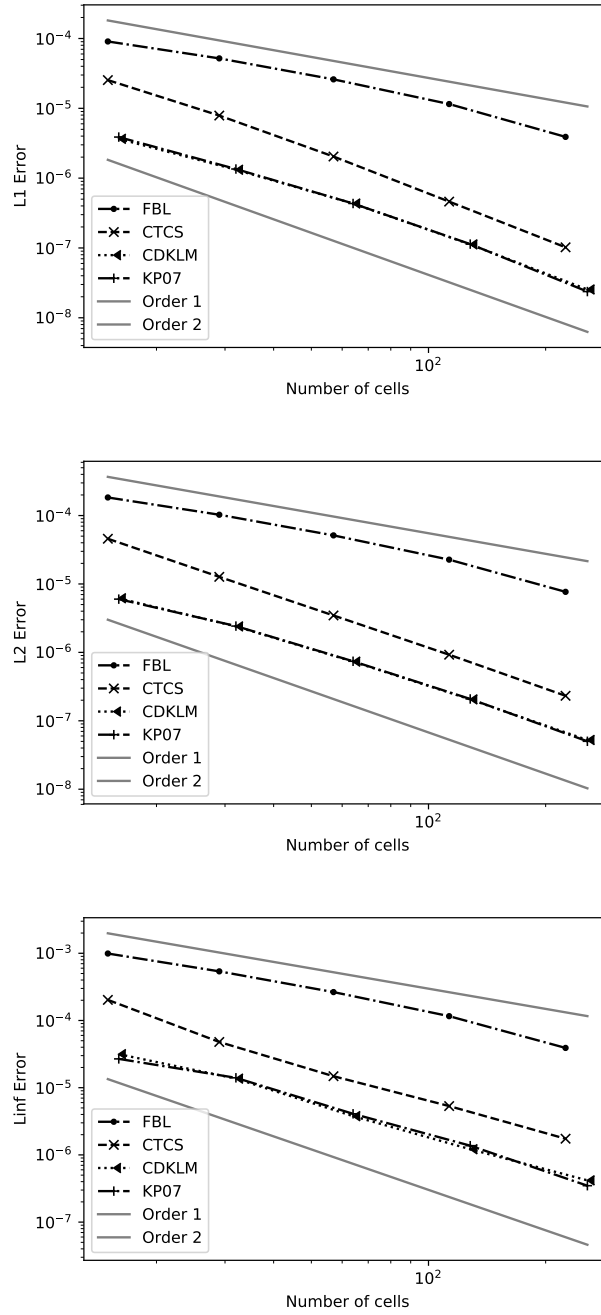 10⁻⁴
10⁻⁵
10⁻⁶
10⁻⁷
10⁻⁸
L1 Error
FBL
CTCS
CDKLM
KP07
Order 1
Order 2
10²
Number of cells
10⁻⁴
10⁻⁵
10⁻⁶
10⁻⁷
10⁻⁸
L2 Error
FBL
CTCS
CDKLM
KP07
Order 1
Order 2
10²
Number of cells
10⁻³
10⁻⁴
10⁻⁵
10⁻⁶
10⁻⁷
Linf Error
FBL
CTCS
CDKLM
KP07
Order 1
Order 2
10²
Number of cells